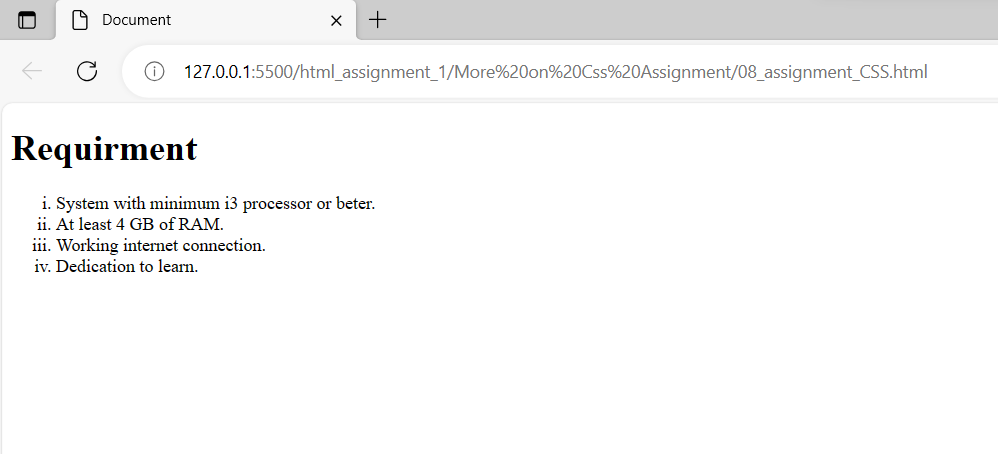 Document
127.0.0.1:5500/html_assignment_1/More%20on%20Css%20Assignment/08_assignment_CSS.html
Requirment
i. System with minimum i3 processor or beter.
ii. At least 4 GB of RAM.
iii. Working internet connection.
iv. Dedication to learn.